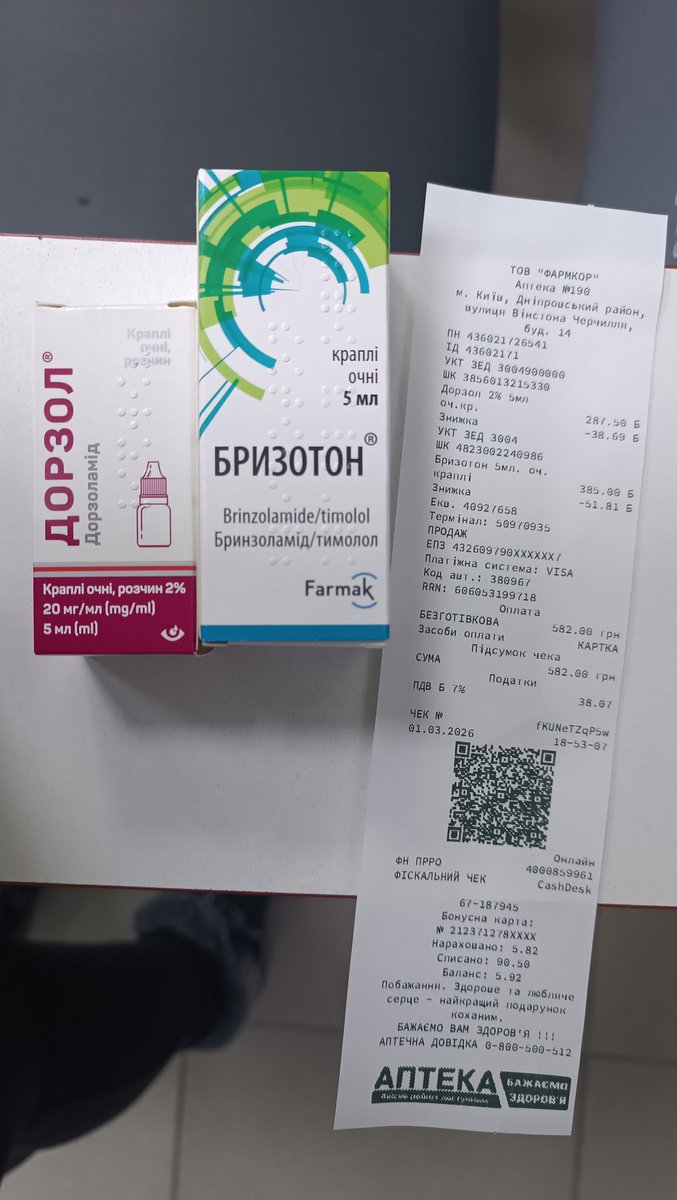 Краплі
очні,
розчин
ДОРЗОЛ®
Дорзоламід
Краплі очні, розчин 2%
20 мг/мл (mg/ml)
5 мл (ml)
краплі
очні
5 мл
БРИЗОТОН®
Brinzolamide/timolol
Бринзоламід/тимолол
Farmak
ТОВ "ФАРМКОР"
Аптека №190
м. Київ, Дніпровський район,
вулиця Вінстона Черчилля,
буд. 14
ПН 436021726541
ІД 43602171
УКТ ЗЕД 3004900000
ШК 3856013215330
Дорзол 2% 5мл
оч.кр. 287.50 Б
Знижка -38.69 Б
УКТ ЗЕД 3004
ШК 4823002240986
Бризотон 5мл. оч.
краплі 385.00 Б
Знижка -51.81 Б
Екв. 40927658
Термінал: 50970935
ПРОДАЖ
ЕПЗ 432609790XXXXXX7
Платіжна система: VISA
Код авт.: 380967
RRN: 606053199718
Оплата
БЕЗГОТІВКОВА 582.00 грн
Засоби оплати КАРТКА
Підсумок чека
СУМА 582.00 грн
Податки
ПДВ Б 7% 38.07
ЧЕК № fKUNeTZqP5w
01.03.2026 18-53-07
Онлайн
ФН ПРРО 4000859961
ФІСКАЛЬНИЙ ЧЕК CashDesk
67-187945
Бонусна карта:
№ 212371278XXXX
Нараховано: 5.82
Списано: 90.50
Баланс: 5.92
Побажання. Здорове та любляче
серце - найкращий подарунок
коханим.
БАЖАЄМО ВАМ ЗДОРОВ'Я !!!
АПТЕЧНА ДОВІДКА 0-800-500-512
АПТЕКА
БАЖАЄМО
ЗДОРОВ'Я